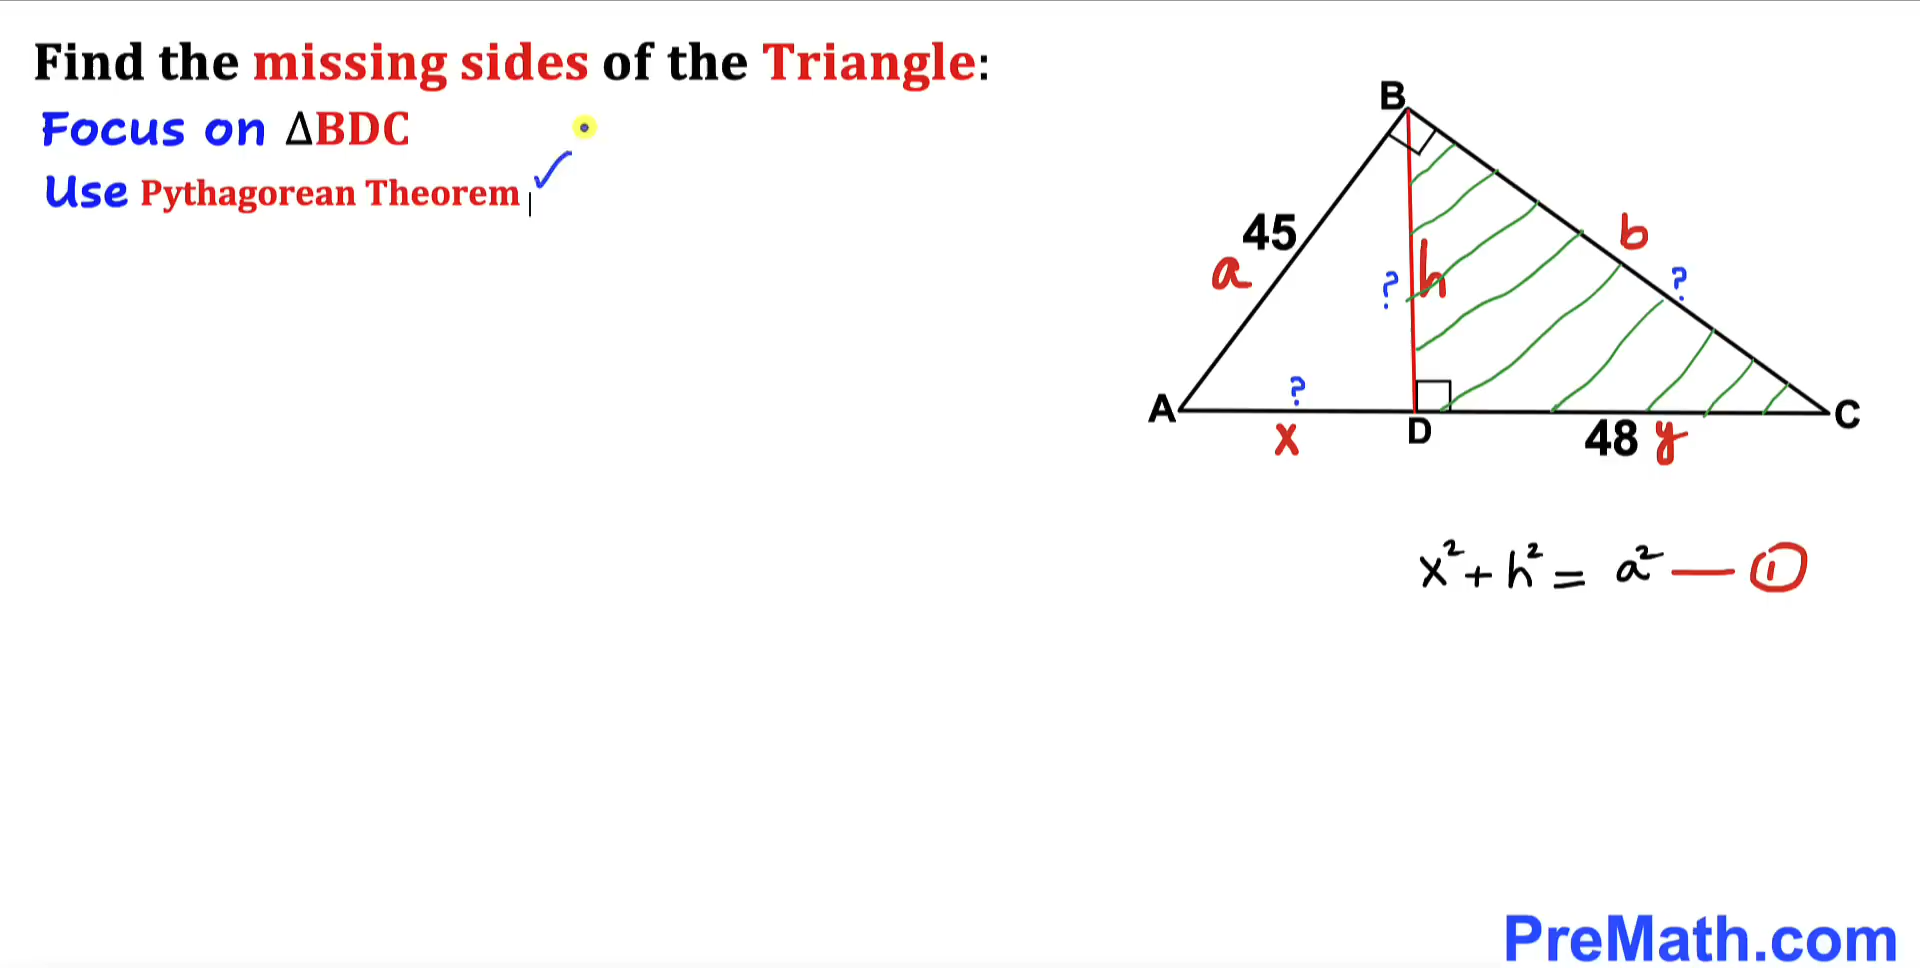 Find the missing sides of the Triangle:
Focus on ΔBDC
Use Pythagorean Theorem
B
45
a
b
?
h
?
?
A
D
C
x
48 y
x² + h² = a² — ①
PreMath.com